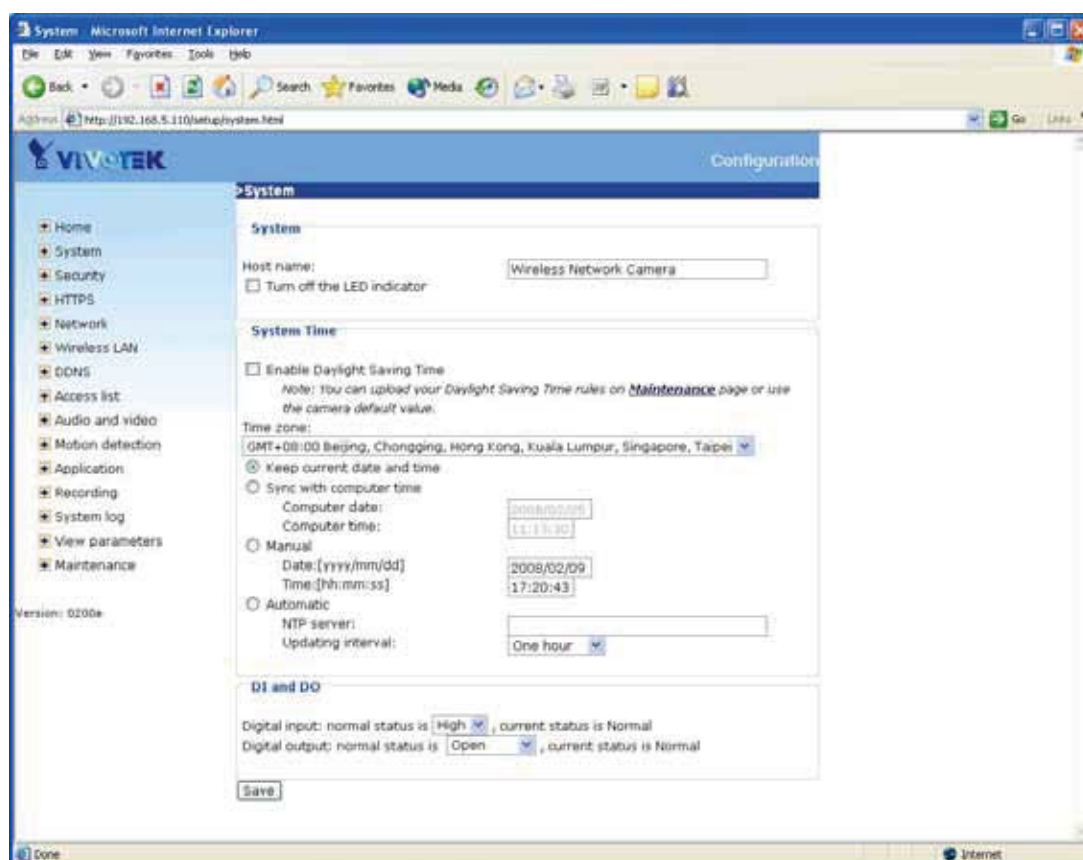 System - Microsoft Internet Explorer
File Edit View Favorites Tools Help
Back Search Favorites Media
Address http://192.168.5.110/setup/system.html Go Links
VIVOTEK
Configuration
>System
Home
System
Security
HTTPS
Network
Wireless LAN
DDNS
Access list
Audio and video
Motion detection
Application
Recording
System log
View parameters
Maintenance
Version: 0200e
System
Host name: Wireless Network Camera
Turn off the LED indicator
System Time
Enable Daylight Saving Time
Note: You can upload your Daylight Saving Time rules on Maintenance page or use
the camera default value.
Time zone:
GMT+08:00 Beijing, Chongqing, Hong Kong, Kuala Lumpur, Singapore, Taipei
Keep current date and time
Sync with computer time
Computer date:
Computer time:
Manual
Date:[yyyy/mm/dd] 2008/02/09
Time:[hh:mm:ss] 17:20:43
Automatic
NTP server:
Updating interval: One hour
DI and DO
Digital input: normal status is High , current status is Normal
Digital output: normal status is Open , current status is Normal
Save
Done Internet